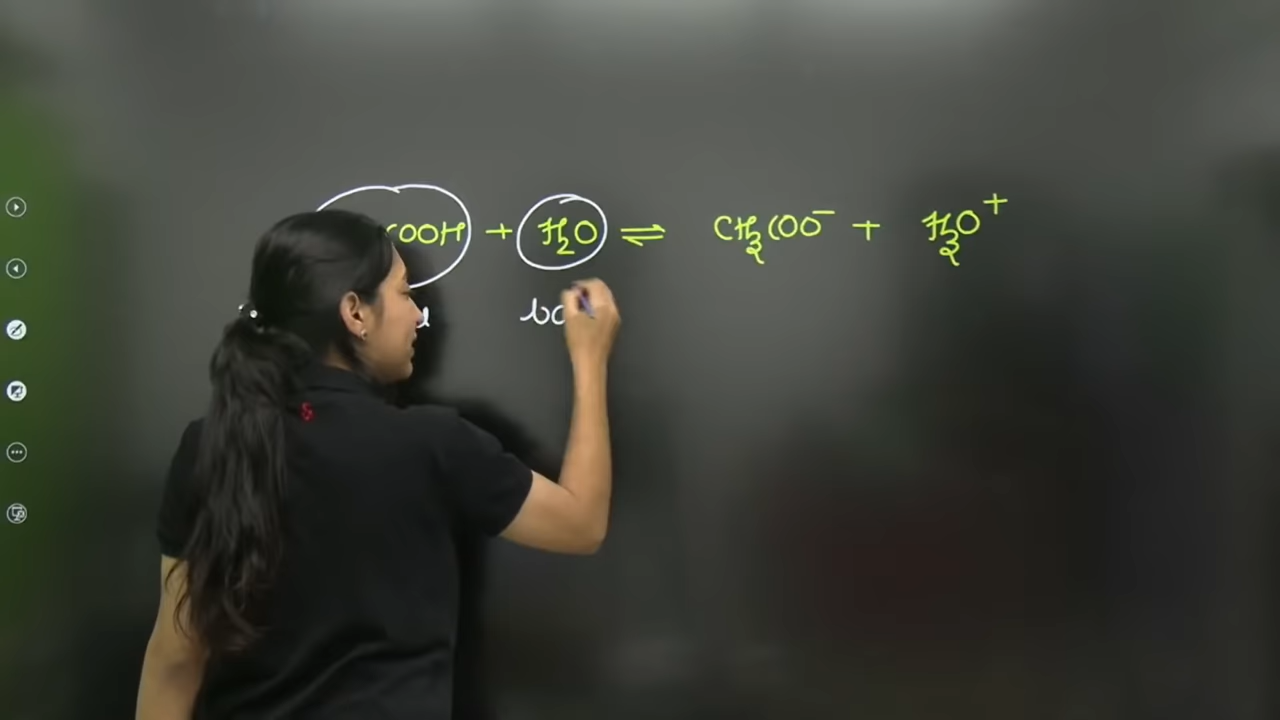 COOH + H₂O ⇌ CH₃COO⁻ + H₃O⁺